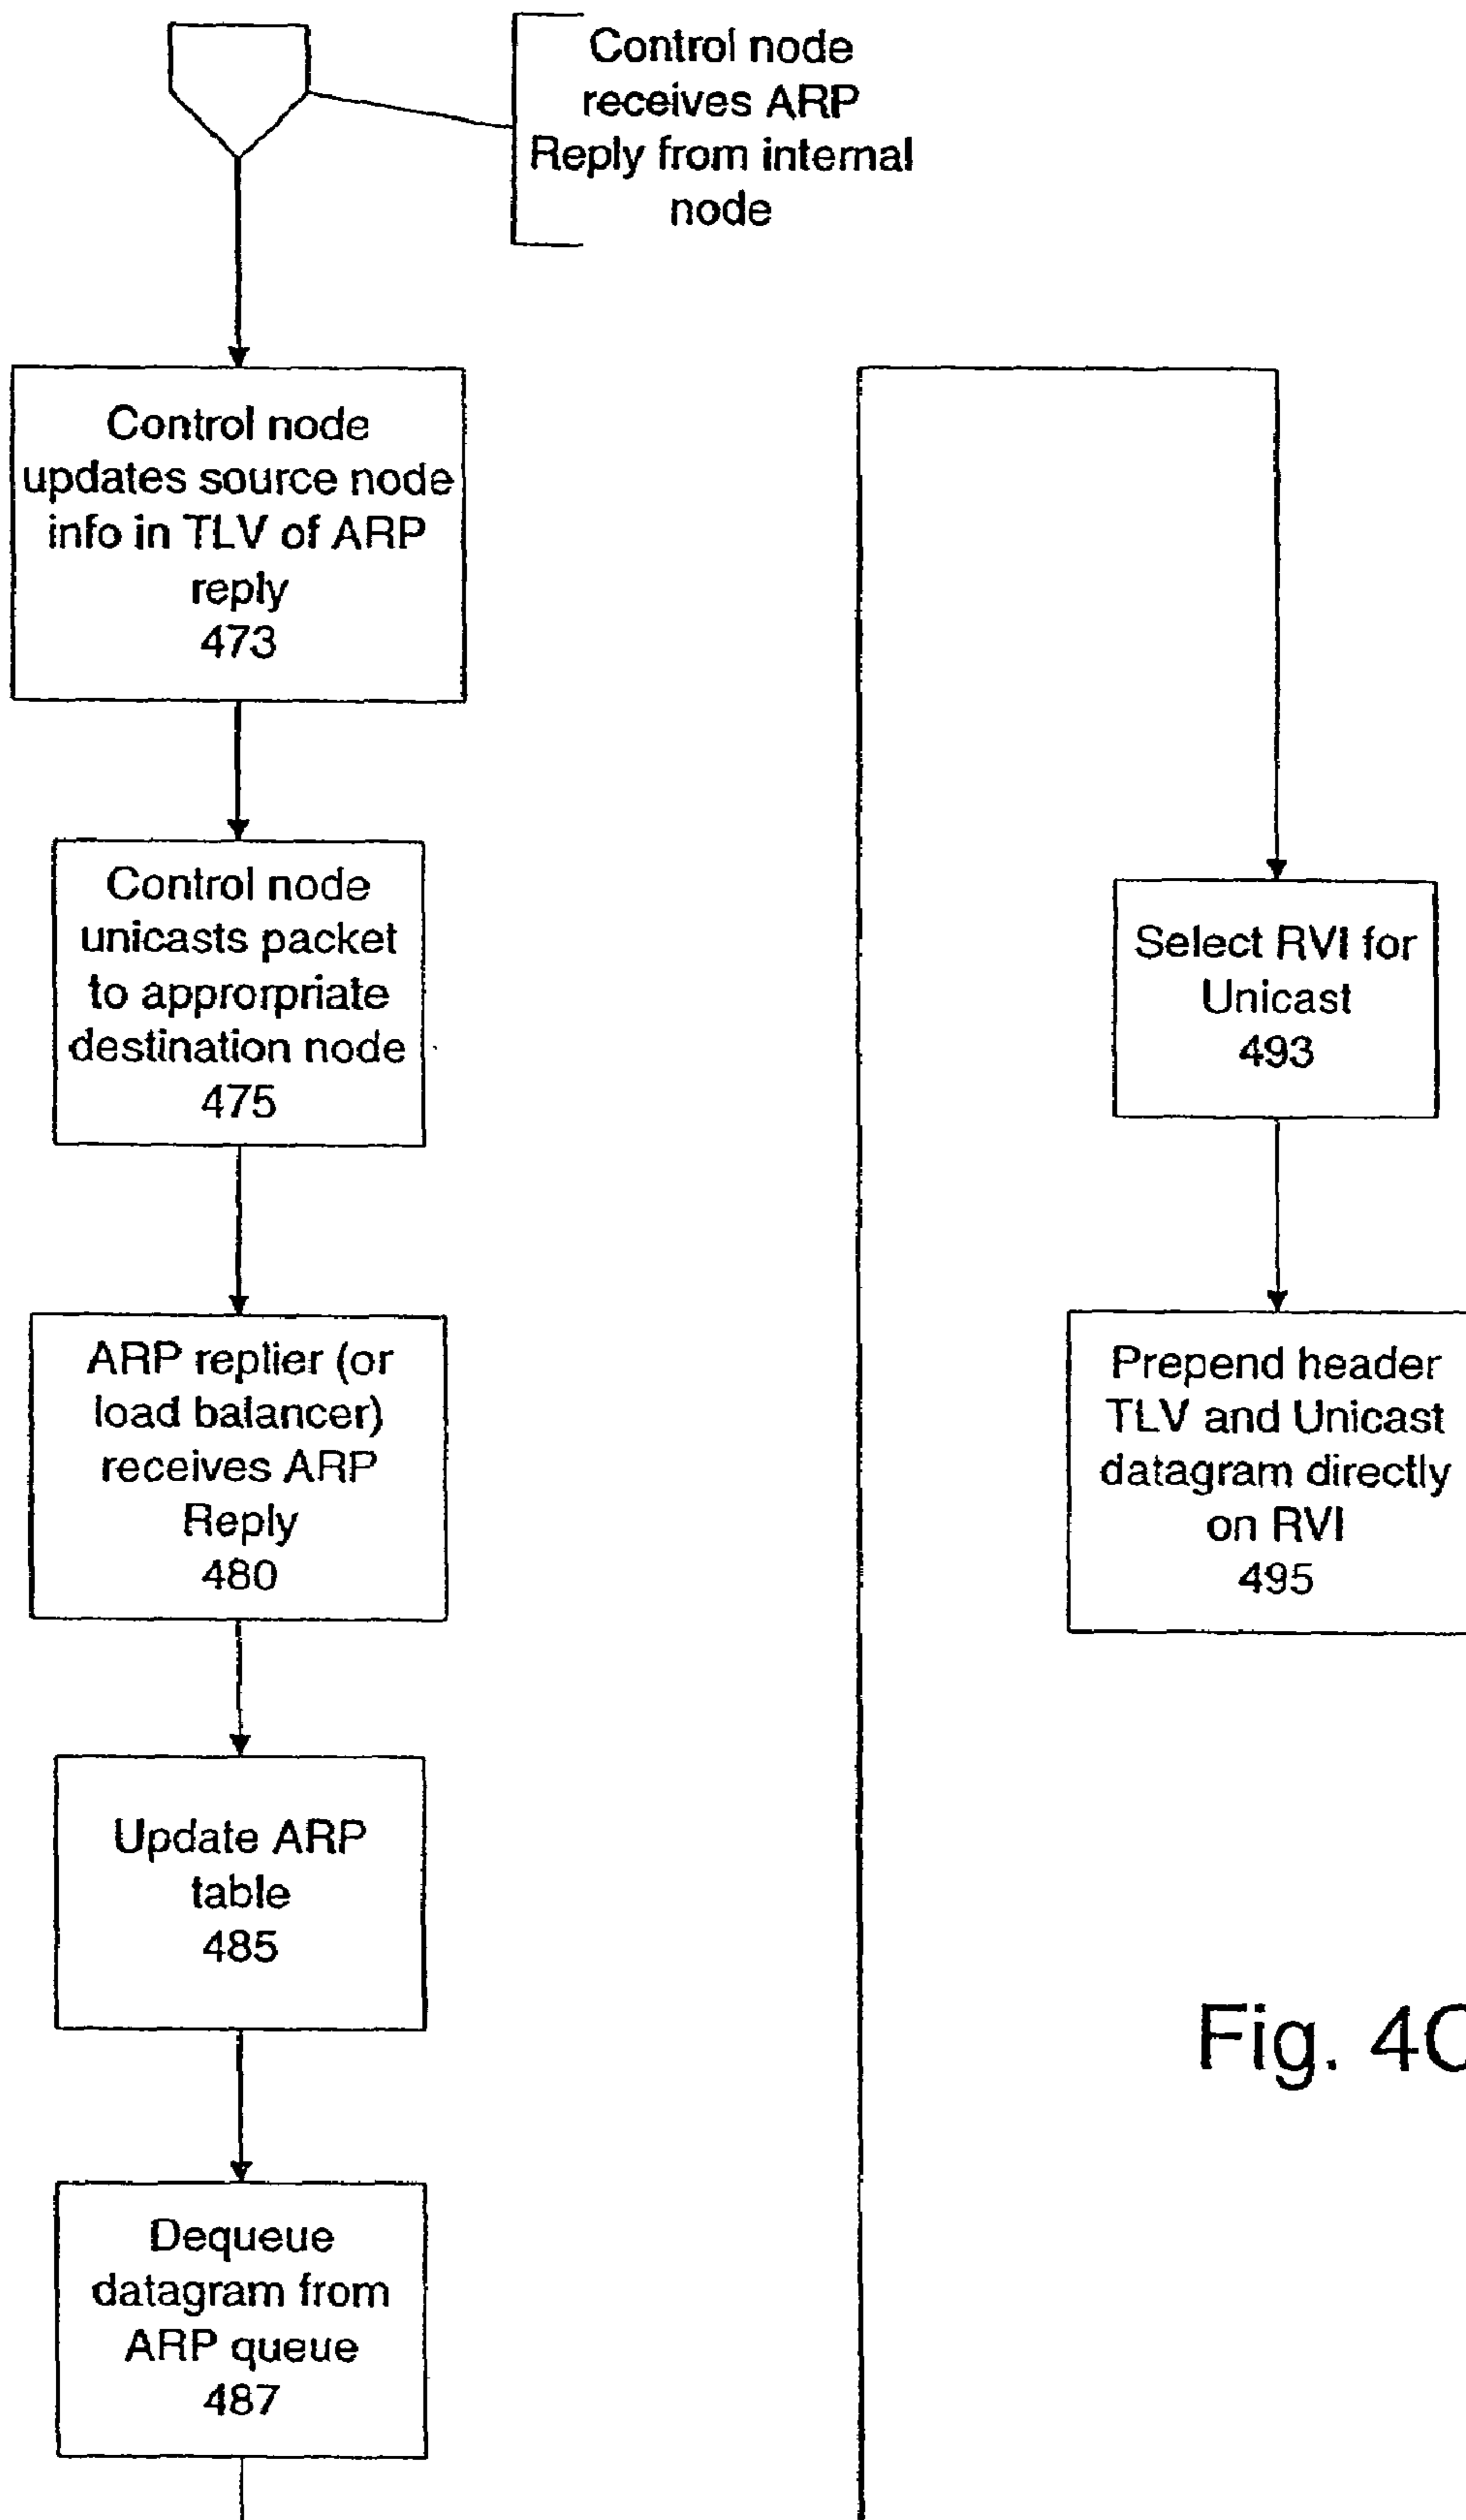 Control node
receives ARP
Reply from internal
node
Control node
updates source node
info in TLV of ARP
reply
473
Control node
unicasts packet
to approrpriate
destination node
475
ARP replier (or
load balancer)
receives ARP
Reply
480
Update ARP
table
485
Dequeue
datagram from
ARP queue
487
Select RVI for
Unicast
493
Prepend header
TLV and Unicast
datagram directly
on RVI
495
Fig. 4C